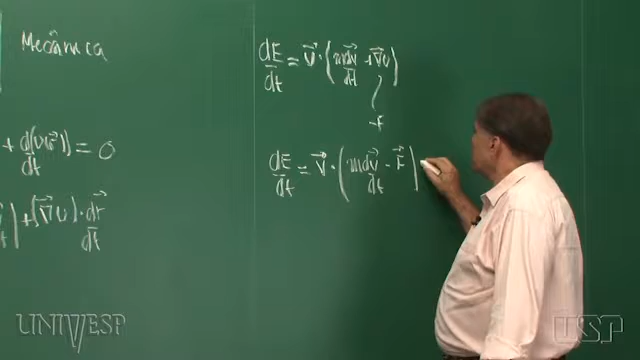 Mecânica
+ d(U(r⃗))/dt = 0
+ (∇⃗U) · dr⃗/dt
dE/dt = v⃗ · (m dv⃗/dt + ∇⃗U)
-F⃗
dE/dt = v⃗ · (m dv⃗/dt - F⃗)
UNIVESP
USP